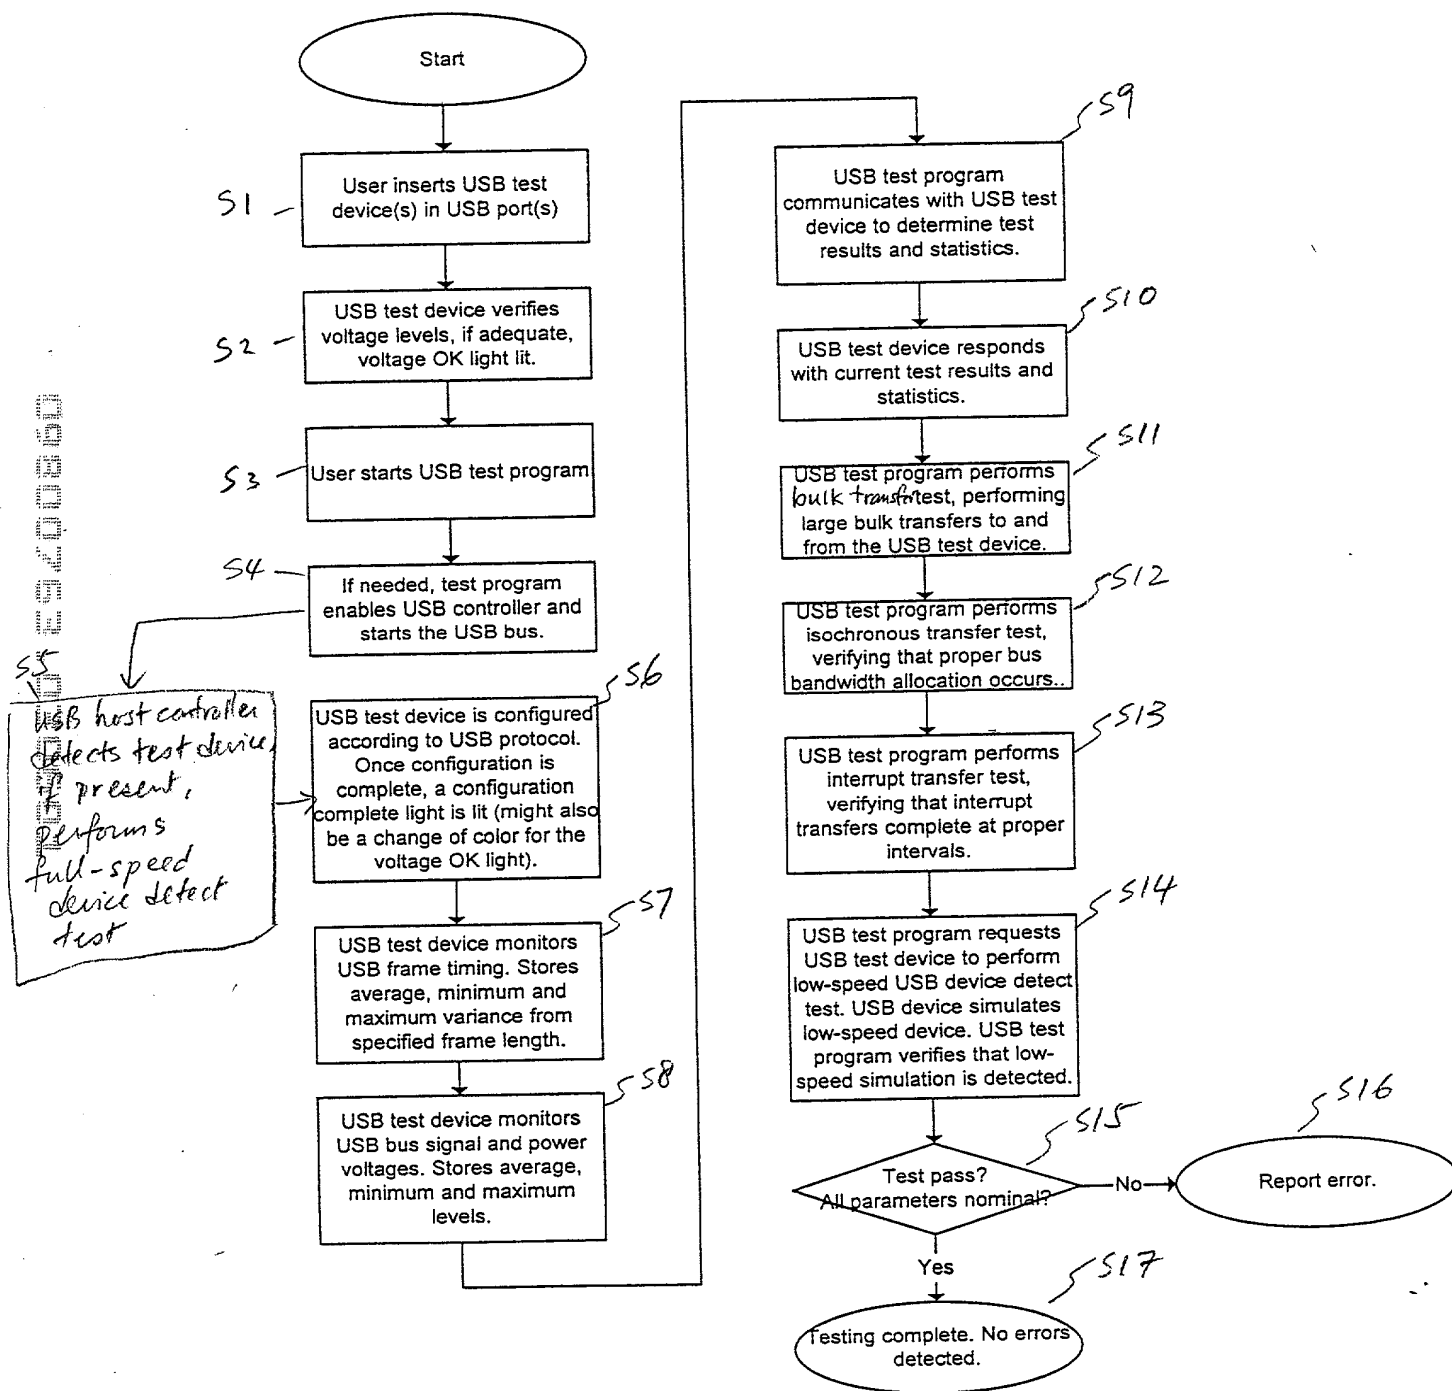 Start
S1
User inserts USB test
device(s) in USB port(s)
S2
USB test device verifies
voltage levels, if adequate,
voltage OK light lit.
S3
User starts USB test program
S4
If needed, test program
enables USB controller and
starts the USB bus.
S5
USB host controller
detects test device,
if present,
performs
full-speed
device detect
test
S6
USB test device is configured
according to USB protocol.
Once configuration is
complete, a configuration
complete light is lit (might also
be a change of color for the
voltage OK light).
S7
USB test device monitors
USB frame timing. Stores
average, minimum and
maximum variance from
specified frame length.
S8
USB test device monitors
USB bus signal and power
voltages. Stores average,
minimum and maximum
levels.
S9
USB test program
communicates with USB test
device to determine test
results and statistics.
S10
USB test device responds
with current test results and
statistics.
S11
USB test program performs
bulk transfer test, performing
large bulk transfers to and
from the USB test device.
S12
USB test program performs
isochronous transfer test,
verifying that proper bus
bandwidth allocation occurs..
S13
USB test program performs
interrupt transfer test,
verifying that interrupt
transfers complete at proper
intervals.
S14
USB test program requests
USB test device to perform
low-speed USB device detect
test. USB device simulates
low-speed device. USB test
program verifies that low-
speed simulation is detected.
S15
Test pass?
All parameters nominal?
No
S16
Report error.
Yes
S17
Testing complete. No errors
detected.